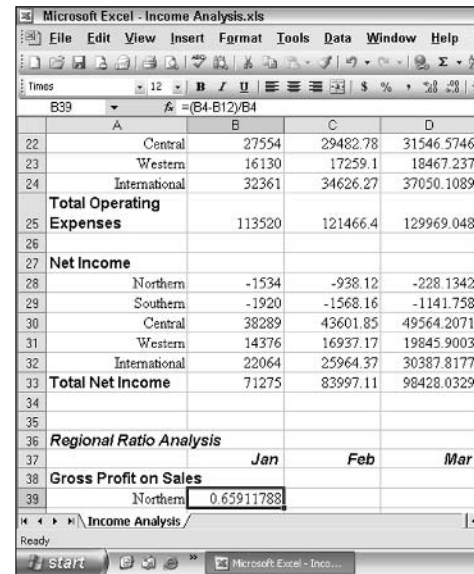 Microsoft Excel - Income Analysis.xls
File Edit View Insert Format Tools Data Window Help
Times 12 B I U $ % ,
B39 fx =(B4-B12)/B4
A B C D
22 Central 27554 29482.78 31546.5746
23 Western 16130 17259.1 18467.237
24 International 32361 34626.27 37050.1089
Total Operating
25 Expenses 113520 121466.4 129969.048
26
27 Net Income
28 Northern -1534 -938.12 -228.1342
29 Southern -1920 -1568.16 -1141.758
30 Central 38289 43601.85 49564.2071
31 Western 14376 16937.17 19845.9003
32 International 22064 25964.37 30387.8177
33 Total Net Income 71275 83997.11 98428.0329
34
35
36 Regional Ratio Analysis
37 Jan Feb Mar
38 Gross Profit on Sales
39 Northern 0.65911788
Income Analysis
Ready
start Microsoft Excel - Inco...